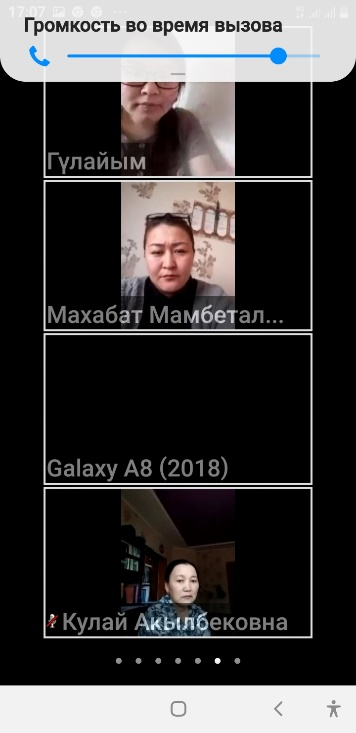 17:07
Громкость во время вызова
Гүлайым
Махабат Мамбетал...
Galaxy A8 (2018)
Кулай Акылбековна